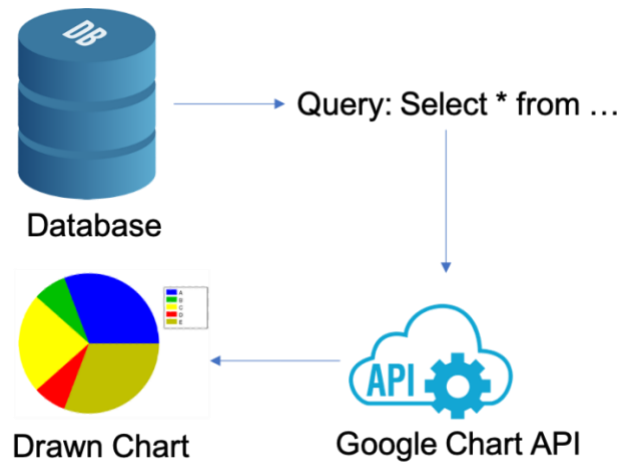 DB
Query: Select * from ...
Database
A
B
C
D
E
API
Drawn Chart
Google Chart API